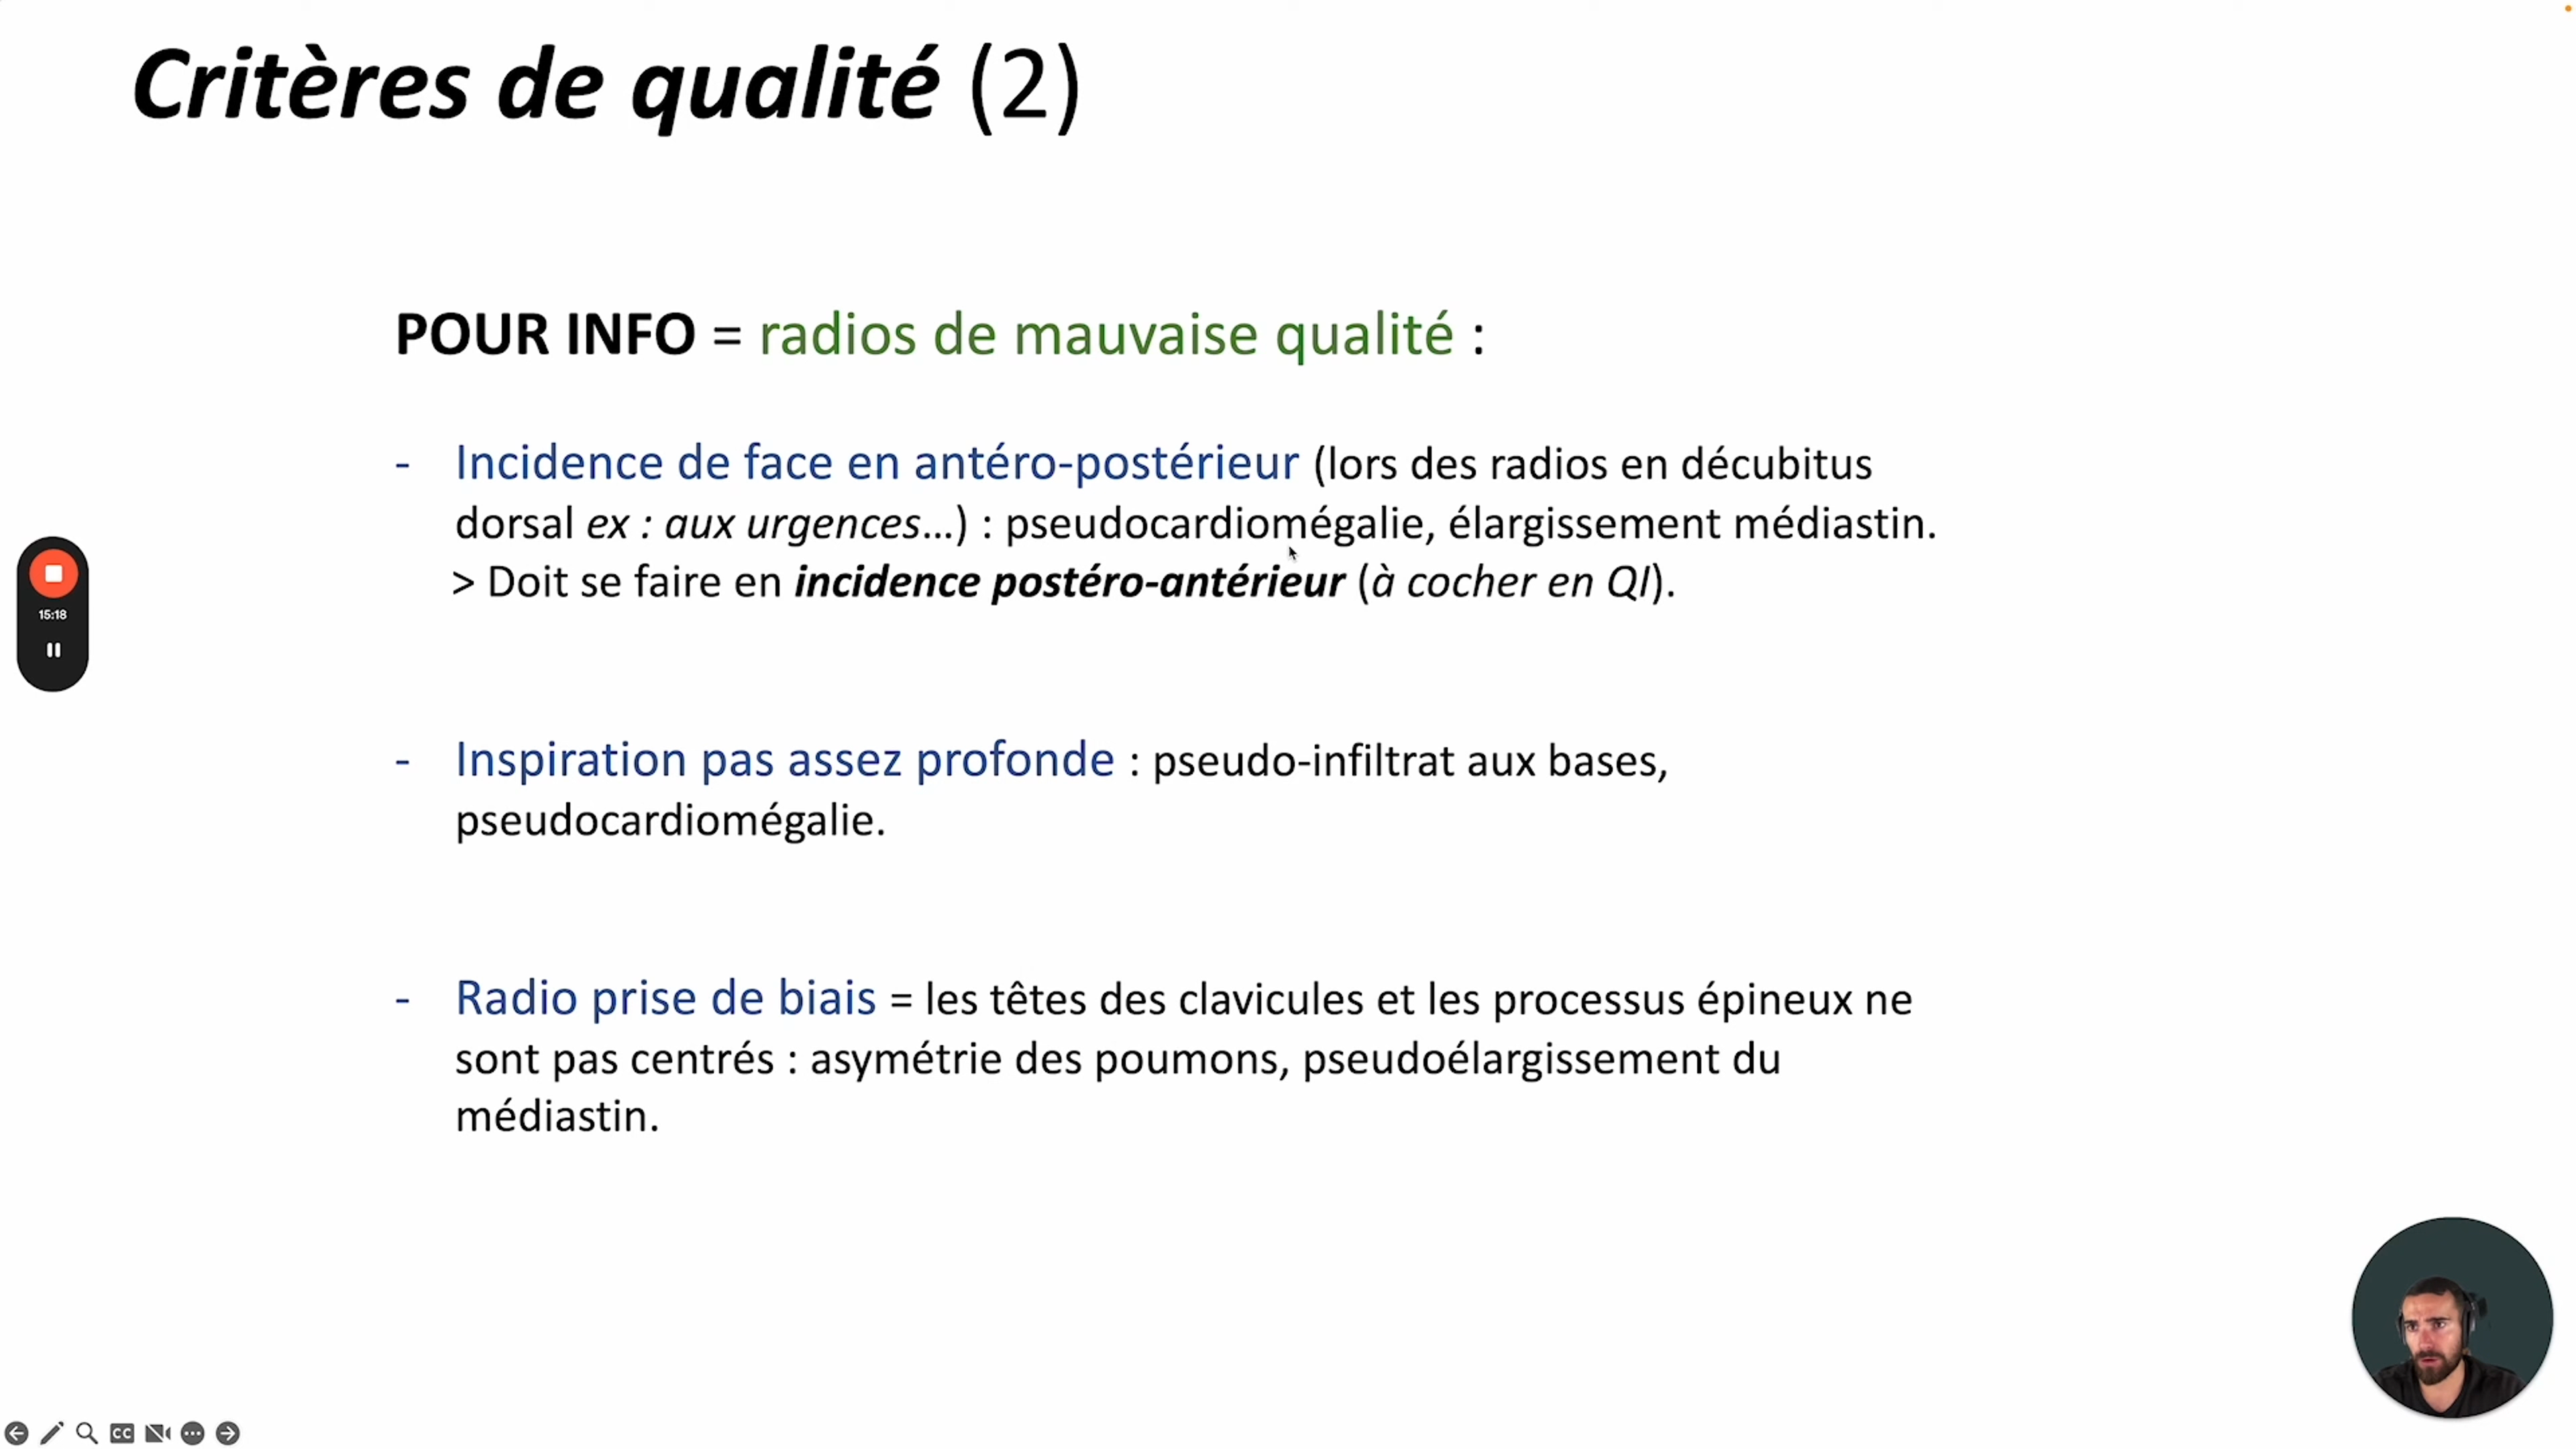 Critères de qualité (2)
POUR INFO = radios de mauvaise qualité :
- Incidence de face en antéro-postérieur (lors des radios en décubitus
dorsal ex : aux urgences…) : pseudocardiomégalie, élargissement médiastin.
> Doit se faire en incidence postéro-antérieur (à cocher en QI).
15:18
- Inspiration pas assez profonde : pseudo-infiltrat aux bases,
pseudocardiomégalie.
- Radio prise de biais = les têtes des clavicules et les processus épineux ne
sont pas centrés : asymétrie des poumons, pseudoélargissement du
médiastin.
CC